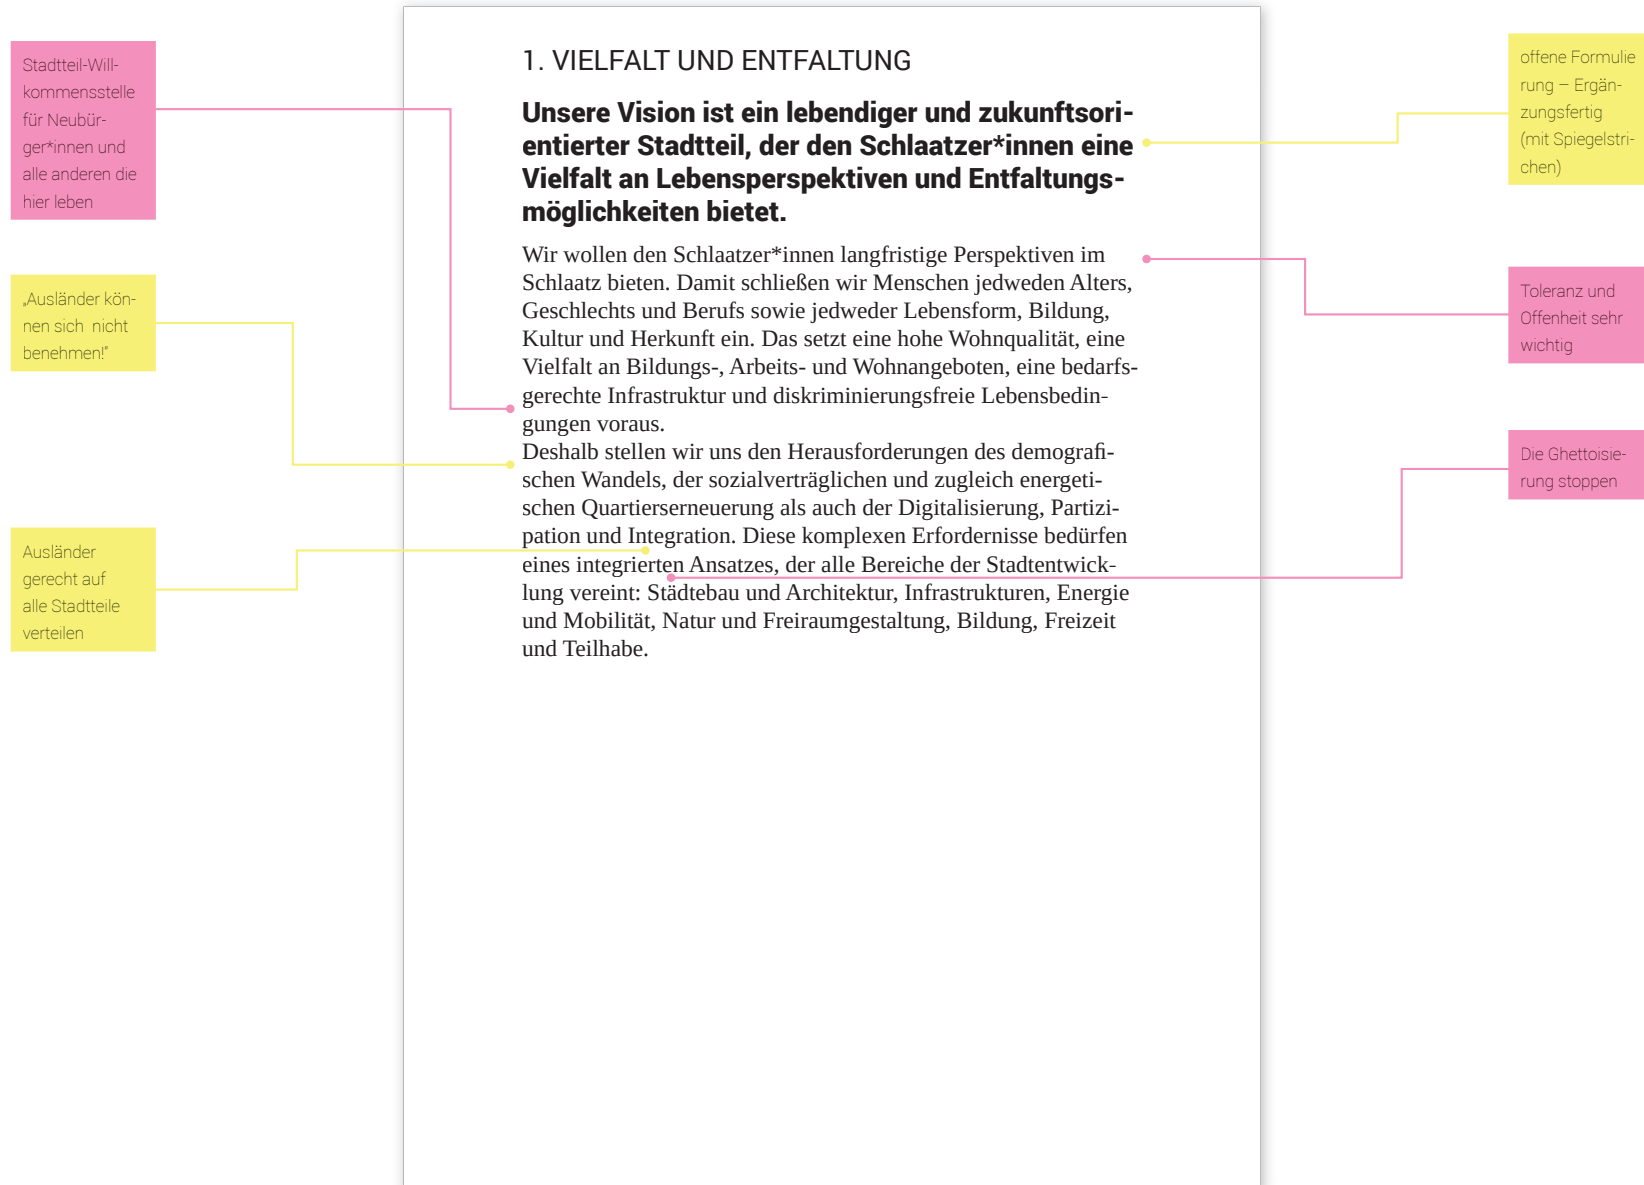 Stadtteil-Will-
kommensstelle
für Neubür-
ger*innen und
alle anderen die
hier leben
„Ausländer kön-
nen sich  nicht
benehmen!“
Ausländer
gerecht auf
alle Stadtteile
verteilen
1. VIELFALT UND ENTFALTUNG
Unsere Vision ist ein lebendiger und zukunftsori-
entierter Stadtteil, der den Schlaatzer*innen eine
Vielfalt an Lebensperspektiven und Entfaltungs-
möglichkeiten bietet.
Wir wollen den Schlaatzer*innen langfristige Perspektiven im
Schlaatz bieten. Damit schließen wir Menschen jedweden Alters,
Geschlechts und Berufs sowie jedweder Lebensform, Bildung,
Kultur und Herkunft ein. Das setzt eine hohe Wohnqualität, eine
Vielfalt an Bildungs-, Arbeits- und Wohnangeboten, eine bedarfs-
gerechte Infrastruktur und diskriminierungsfreie Lebensbedin-
gungen voraus.
Deshalb stellen wir uns den Herausforderungen des demografi-
schen Wandels, der sozialverträglichen und zugleich energeti-
schen Quartierserneuerung als auch der Digitalisierung, Partizi-
pation und Integration. Diese komplexen Erfordernisse bedürfen
eines integrierten Ansatzes, der alle Bereiche der Stadtentwick-
lung vereint: Städtebau und Architektur, Infrastrukturen, Energie
und Mobilität, Natur und Freiraumgestaltung, Bildung, Freizeit
und Teilhabe.
offene Formulie
rung – Ergän-
zungsfertig
(mit Spiegelstri-
chen)
Toleranz und
Offenheit sehr
wichtig
Die Ghettoisie-
rung stoppen